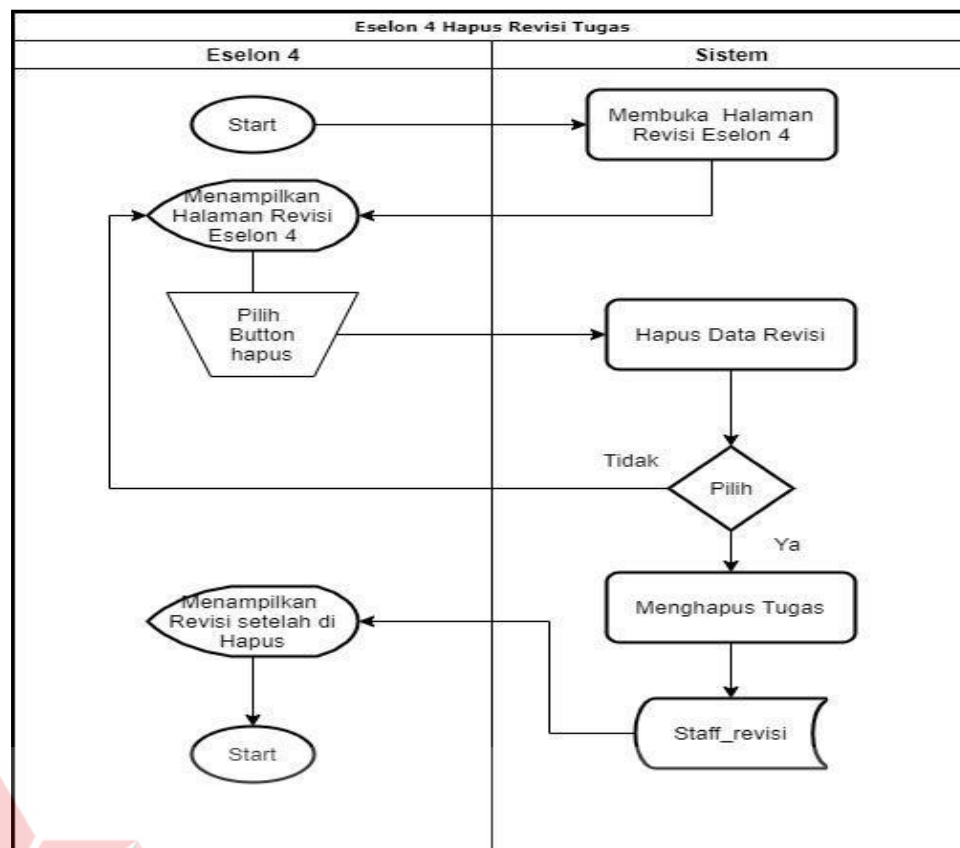 Eselon 4 Hapus Revisi Tugas
Eselon 4
Sistem
Start
Membuka Halaman
Revisi Eselon 4
Menampilkan
Halaman Revisi
Eselon 4
Pilih
Button
hapus
Hapus Data Revisi
Tidak
Pilih
Ya
Menampilkan
Revisi setelah di
Hapus
Menghapus Tugas
Staff_revisi
Start